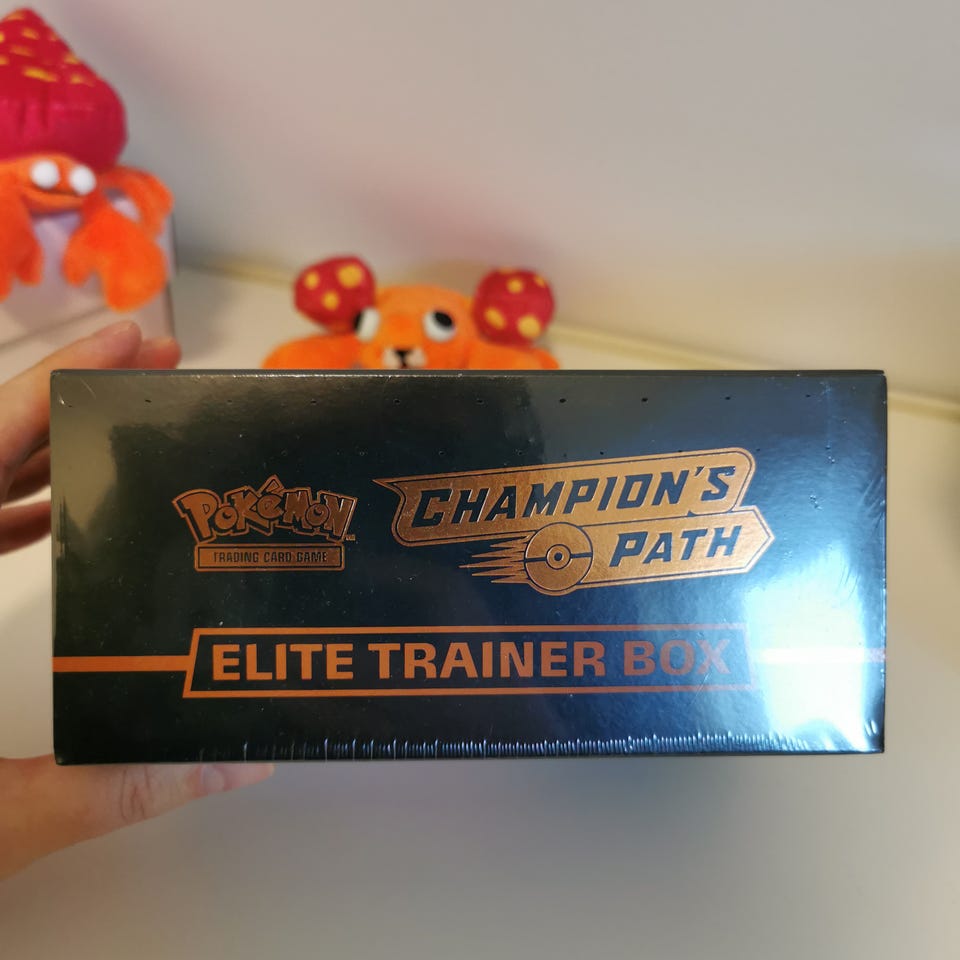 Pokémon
TRADING CARD GAME
CHAMPION'S
PATH
ELITE TRAINER BOX